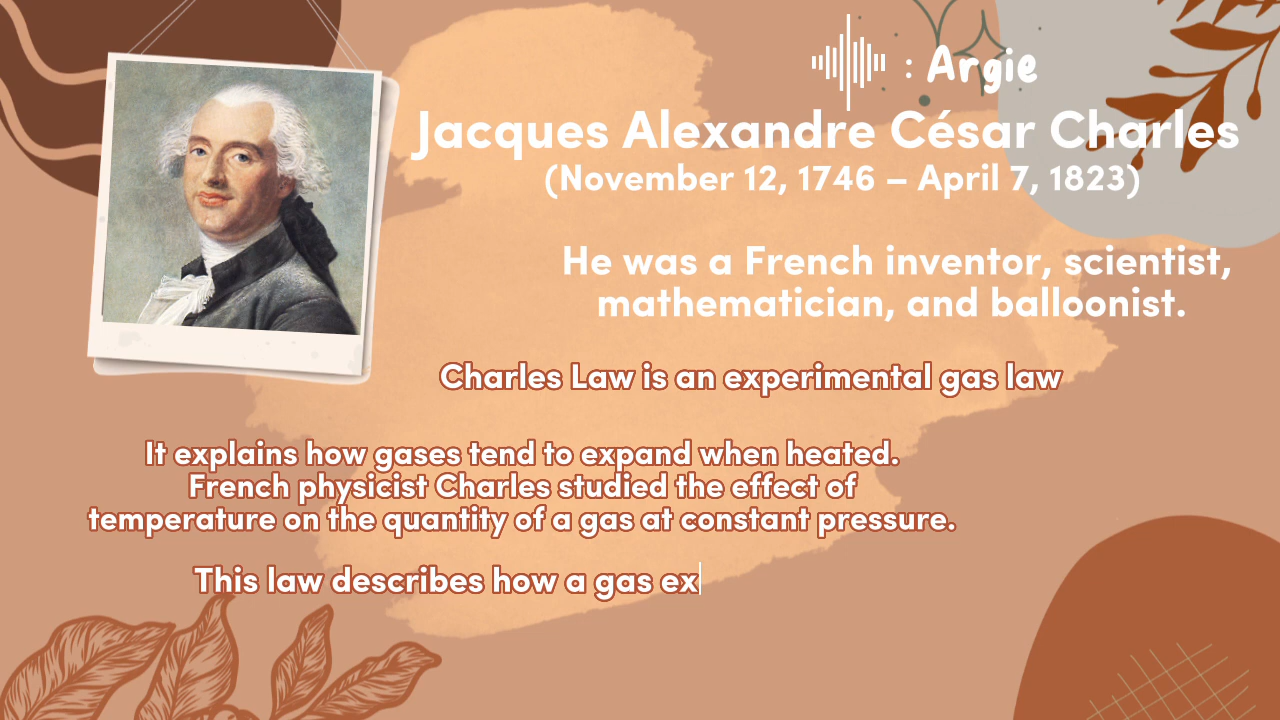 : Argie
Jacques Alexandre César Charles
(November 12, 1746 – April 7, 1823)
He was a French inventor, scientist,
mathematician, and balloonist.
Charles Law is an experimental gas law
It explains how gases tend to expand when heated.
French physicist Charles studied the effect of
temperature on the quantity of a gas at constant pressure.
This law describes how a gas ex